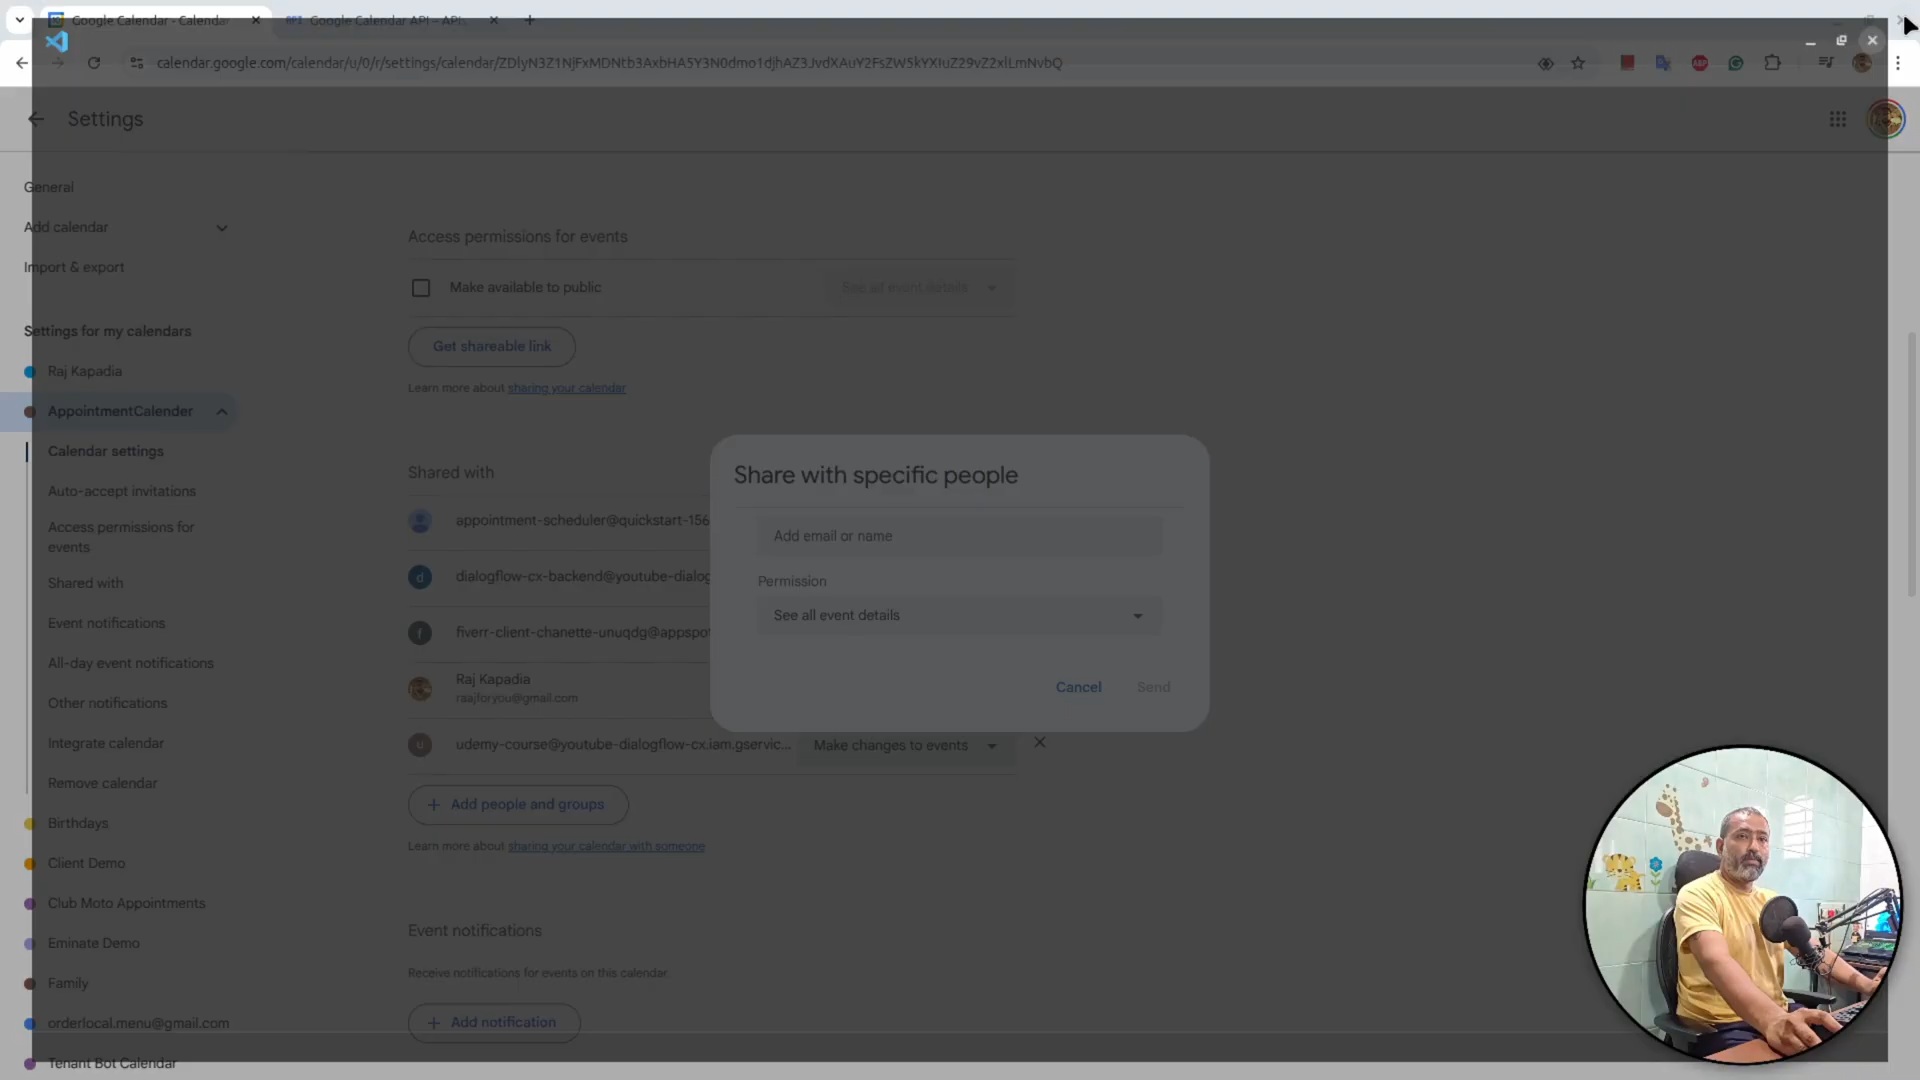 Google Calendar - Calenda
Google Calendar API – APIs
calendar.google.com/calendar/u/0/r/settings/calendar/
Settings
General
Add calendar
Import & export
Settings for my calendars
Raj Kapadia
AppointmentCalender
Calendar settings
Auto-accept invitations
Access permissions for
events
Shared with
Event notifications
All-day event notifications
Other notifications
Integrate calendar
Remove calendar
Birthdays
Client Demo
Club Moto Appointments
Eminate Demo
Family
orderlocal.menu@gmail.com
Tenant Bot Calendar
Access permissions for events
Make available to public
See all event details
Get shareable link
Learn more about sharing your calendar
Shared with
appointment-scheduler@quickstart-156
dialogflow-cx-backend@youtube-dialog
fiverr-client-chanette-unuqdg@appspot
Raj Kapadia
raajforyou@gmail.com
udemy-course@youtube-dialogflow-cx.iam.gservic...
Make changes to events
+ Add people and groups
Learn more about sharing your calendar with someone
Event notifications
Receive notifications for events on this calendar.
+ Add notification
Share with specific people
Add email or name
Permission
See all event details
Cancel
Send